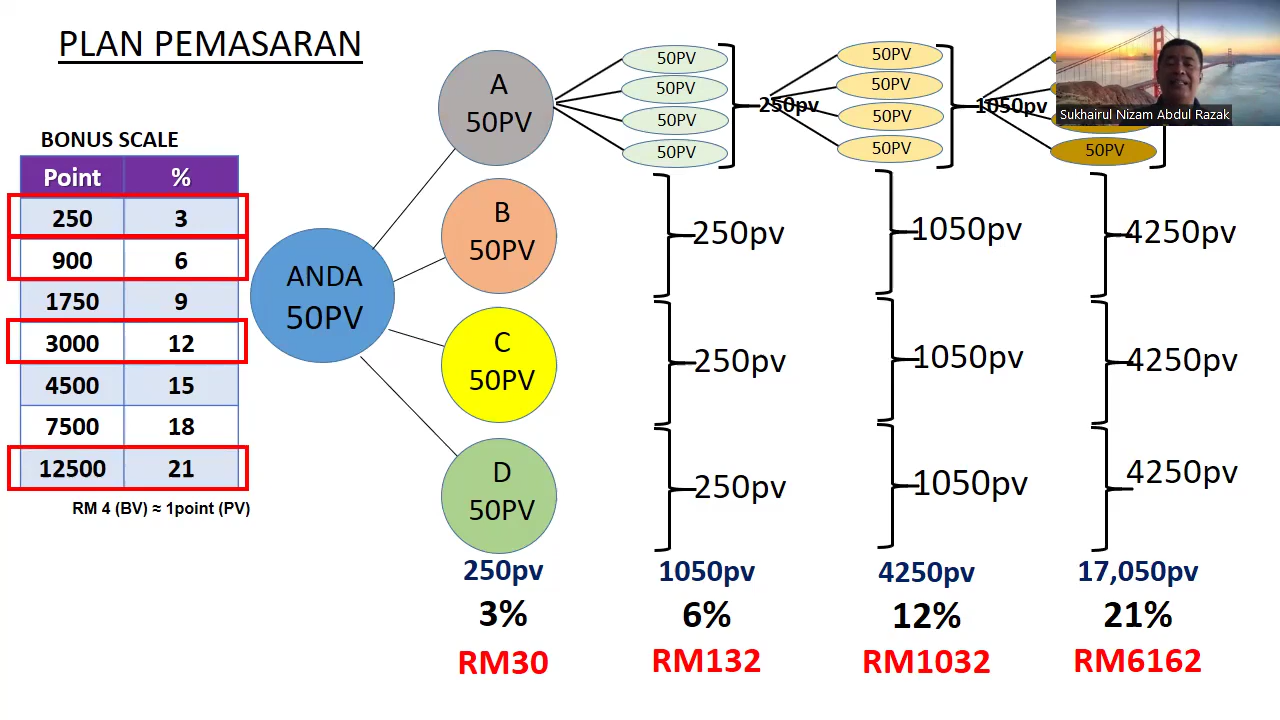 PLAN PEMASARAN
BONUS SCALE
Point %
250 3
900 6
1750 9
3000 12
4500 15
7500 18
12500 21
RM 4 (BV) ≈ 1point (PV)
ANDA
50PV
A
50PV
B
50PV
C
50PV
D
50PV
250pv
3%
RM30
50PV
50PV
50PV
50PV
250pv
250pv
250pv
250pv
1050pv
6%
RM132
50PV
50PV
50PV
50PV
1050pv
1050pv
1050pv
1050pv
4250pv
12%
RM1032
50PV
4250pv
4250pv
4250pv
17,050pv
21%
RM6162
Sukhairul Nizam Abdul Razak